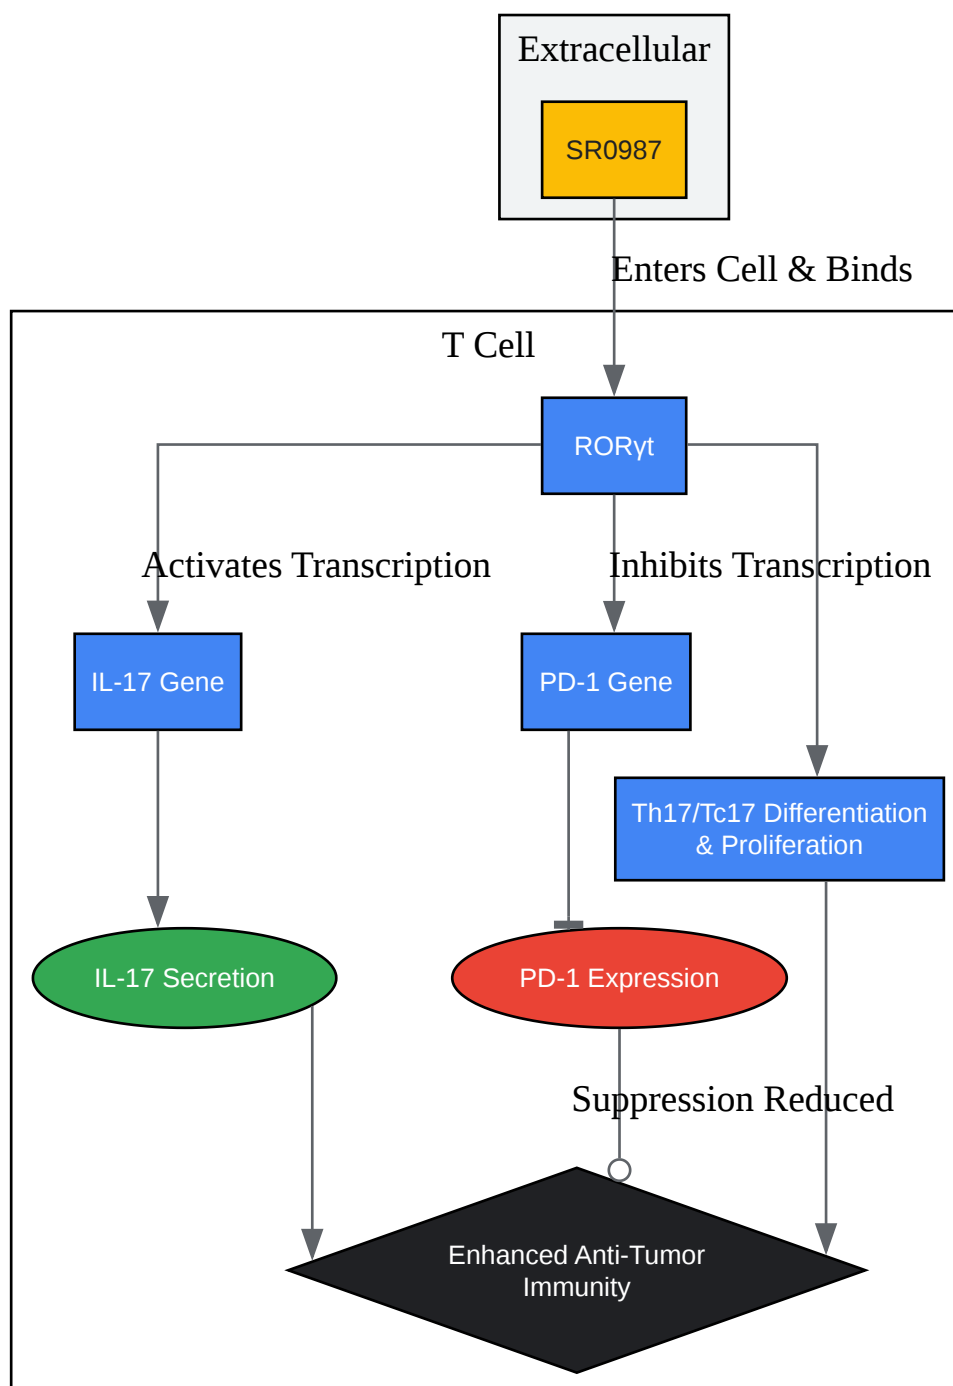 Extracellular
SR0987
Enters Cell & Binds
T Cell
RORγt
Activates Transcription
Inhibits Transcription
IL-17 Gene
PD-1 Gene
Th17/Tc17 Differentiation
& Proliferation
IL-17 Secretion
PD-1 Expression
Suppression Reduced
Enhanced Anti-Tumor
Immunity